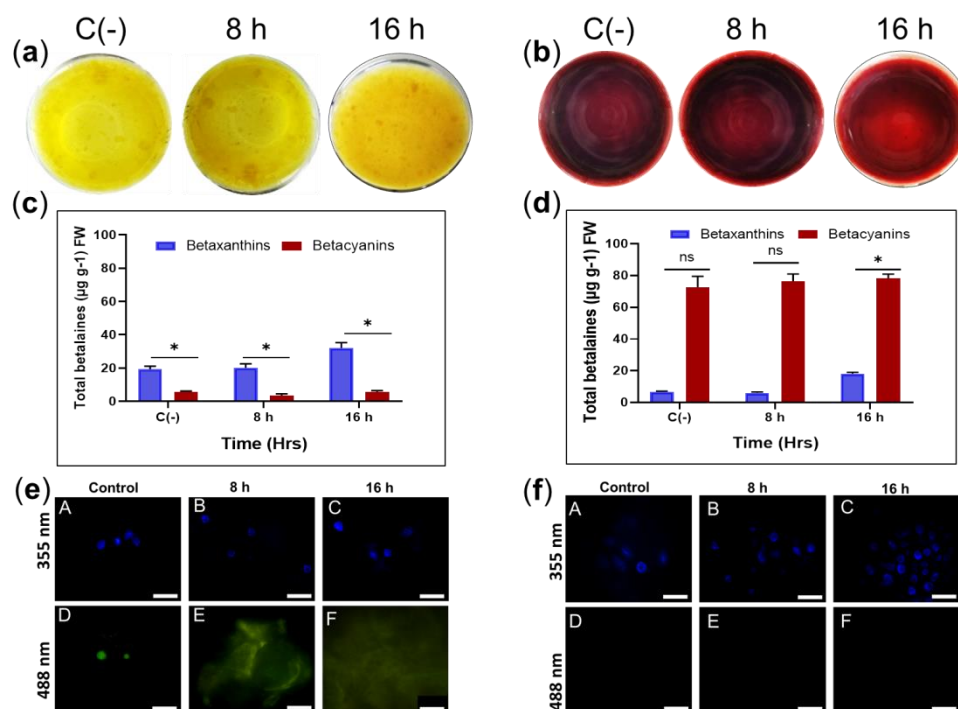 C(-) 8 h 16 h
(a)
C(-) 8 h 16 h
(b)
(c)
Betaxanthins Betacyanins
Total betalaines (µg g-1) FW
100
80
60
40
20
0
* * *
C(-) 8 h 16 h
Time (Hrs)
(d)
Betaxanthins Betacyanins
Total betalaines (µg g-1) FW
100
80
60
40
20
0
ns ns *
C(-) 8 h 16 h
Time (Hrs)
(e)
Control 8 h 16 h
355 nm
A B C
488 nm
D E F
(f)
Control 8 h 16 h
355 nm
A B C
488 nm
D E F